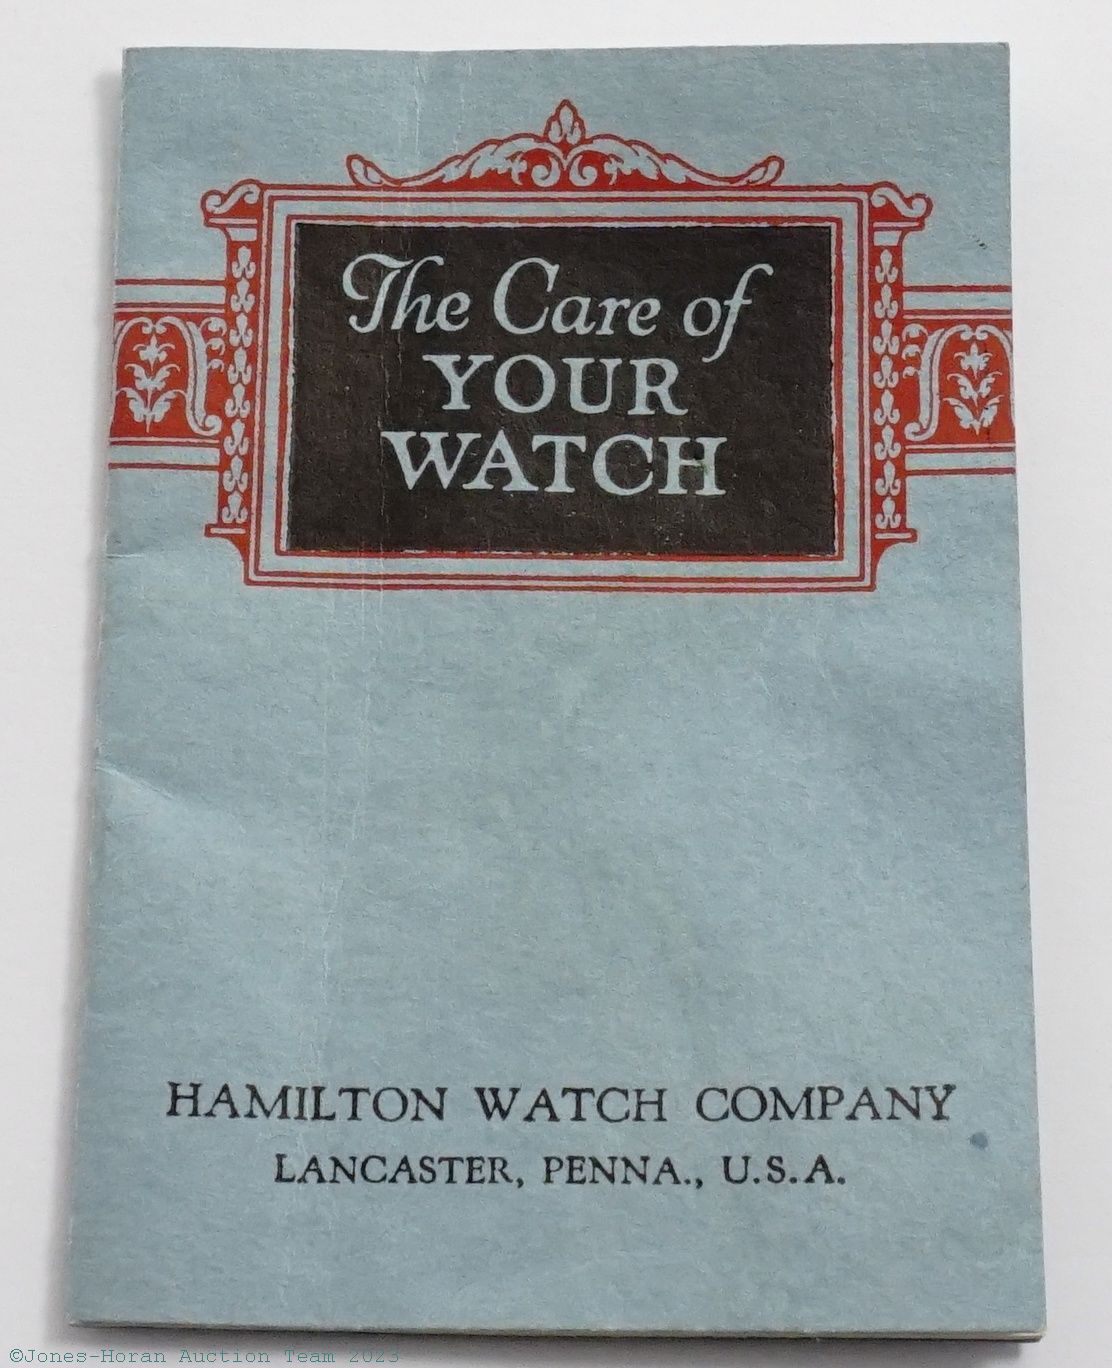 The Care of
YOUR
WATCH
HAMILTON WATCH COMPANY
LANCASTER, PENNA., U.S.A.
©Jones-Horan Auction Team 2023